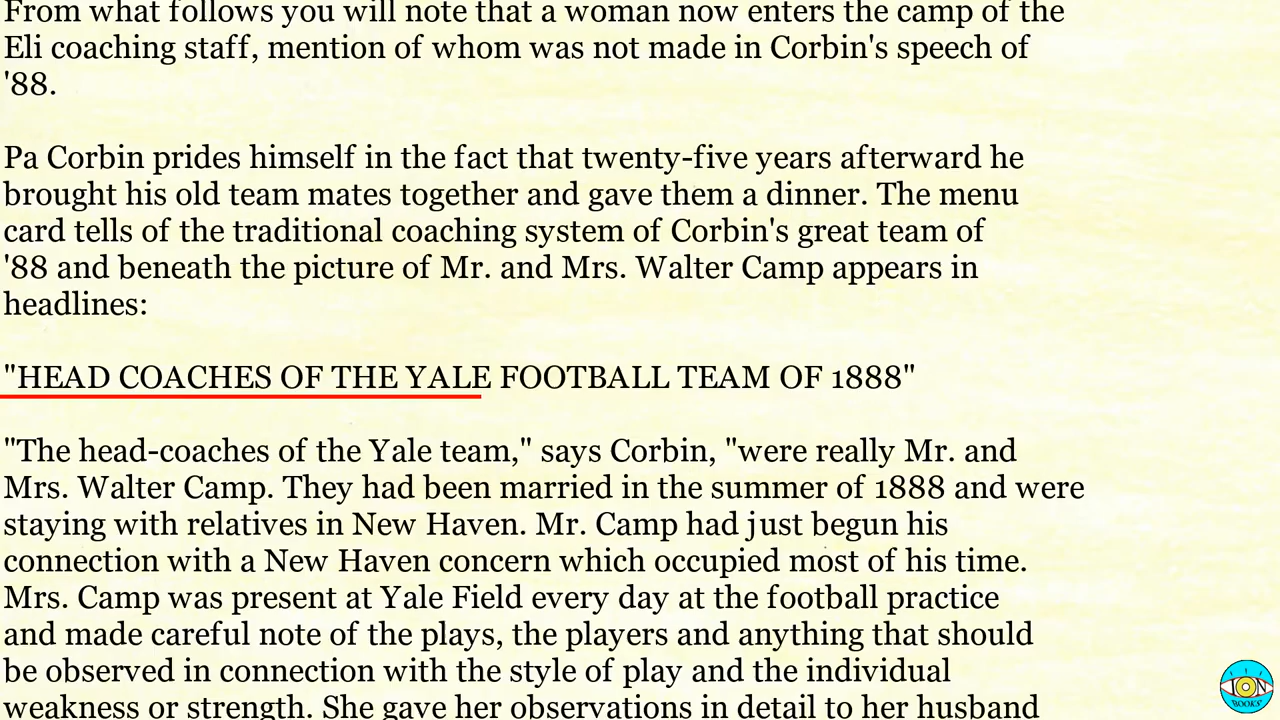 From what follows you will note that a woman now enters the camp of the
Eli coaching staff, mention of whom was not made in Corbin's speech of
'88.
Pa Corbin prides himself in the fact that twenty-five years afterward he
brought his old team mates together and gave them a dinner. The menu
card tells of the traditional coaching system of Corbin's great team of
'88 and beneath the picture of Mr. and Mrs. Walter Camp appears in
headlines:
"HEAD COACHES OF THE YALE FOOTBALL TEAM OF 1888"
"The head-coaches of the Yale team," says Corbin, "were really Mr. and
Mrs. Walter Camp. They had been married in the summer of 1888 and were
staying with relatives in New Haven. Mr. Camp had just begun his
connection with a New Haven concern which occupied most of his time.
Mrs. Camp was present at Yale Field every day at the football practice
and made careful note of the plays, the players and anything that should
be observed in connection with the style of play and the individual
weakness or strength. She gave her observations in detail to her husband
ION
BOOKS